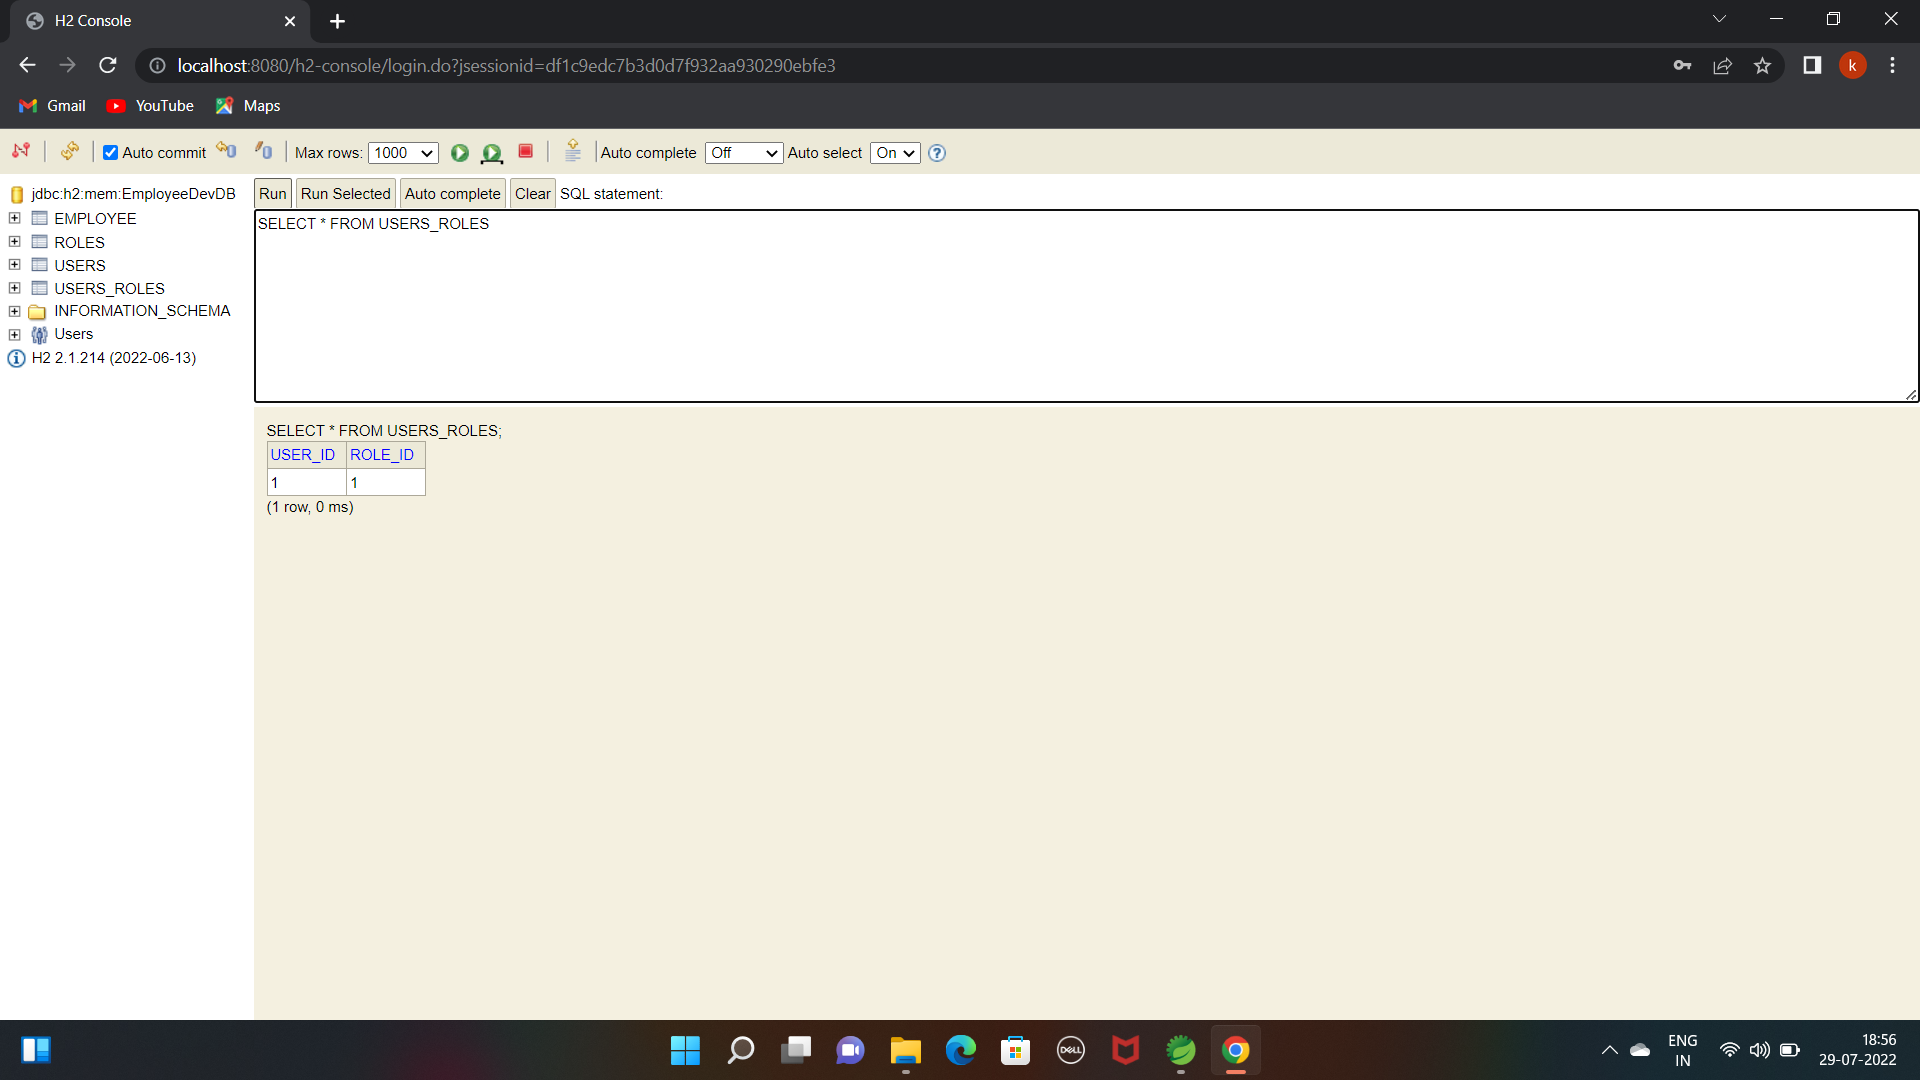 H2 Console
localhost:8080/h2-console/login.do?jsessionid=df1c9edc7b3d0d7f932aa930290ebfe3
k
Gmail YouTube Maps
Auto commit Max rows: 1000 Auto complete Off Auto select On ?
jdbc:h2:mem:EmployeeDevDB
EMPLOYEE
ROLES
USERS
USERS_ROLES
INFORMATION_SCHEMA
Users
H2 2.1.214 (2022-06-13)
Run Run Selected Auto complete Clear SQL statement:
SELECT * FROM USERS_ROLES
SELECT * FROM USERS_ROLES;
USER_ID ROLE_ID
1 1
(1 row, 0 ms)
DELL
ENG
IN
18:56
29-07-2022